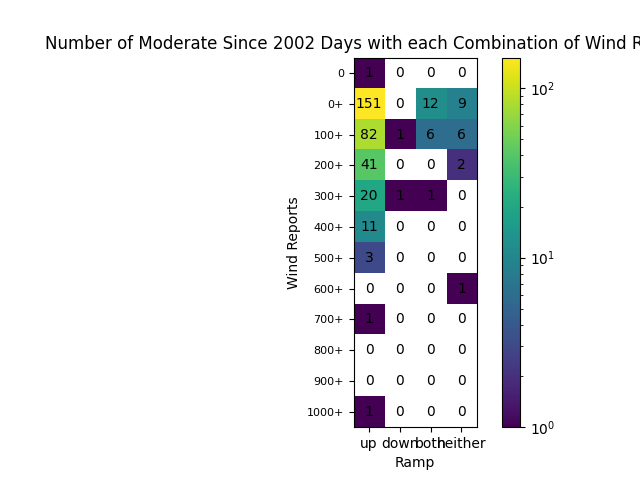 Number of Moderate Since 2002 Days with each Combination of Wind R
0 1 0 0 0
0+ 151 0 12 9
100+ 82 1 6 6
200+ 41 0 0 2
300+ 20 1 1 0
400+ 11 0 0 0
500+ 3 0 0 0
600+ 0 0 0 1
700+ 1 0 0 0
800+ 0 0 0 0
900+ 0 0 0 0
1000+ 1 0 0 0
up down both neither
Ramp
Wind Reports
10²
10¹
10⁰